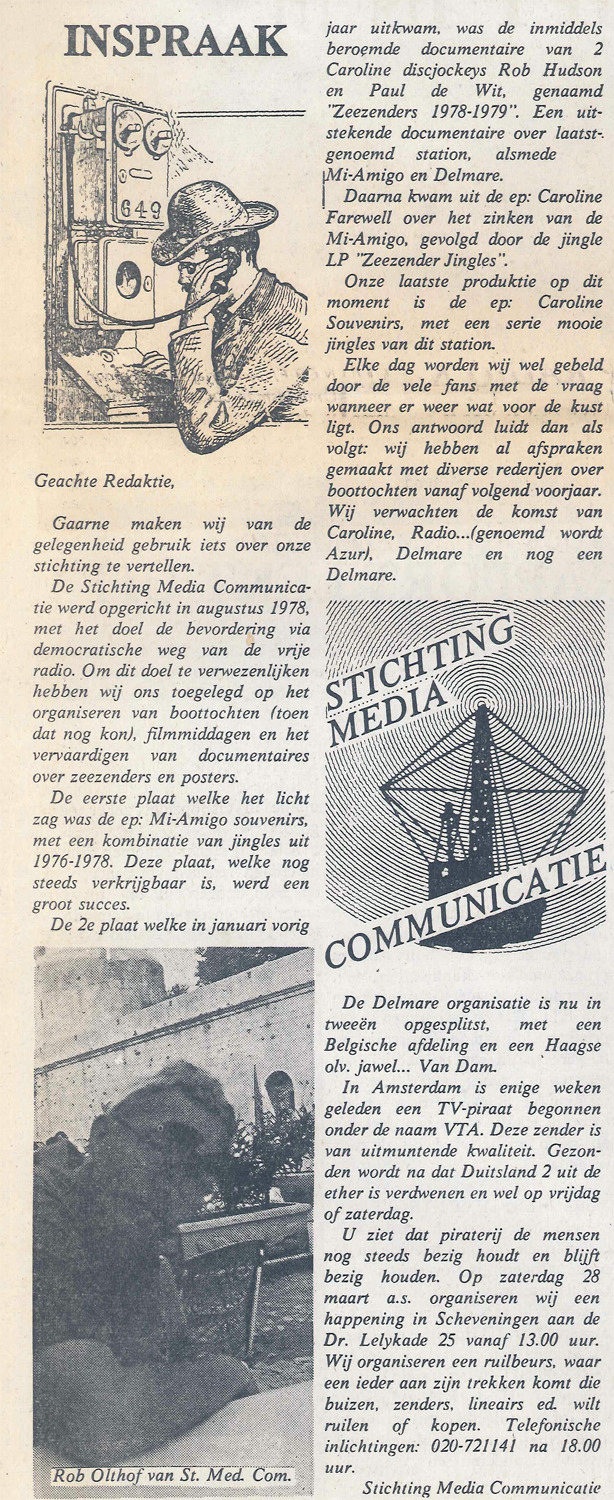 INSPRAAK
649
Geachte Redaktie,
Gaarne maken wij van de
gelegenheid gebruik iets over onze
stichting te vertellen.
De Stichting Media Communica-
tie werd opgericht in augustus 1978,
met het doel de bevordering via
democratische weg van de vrije
radio. Om dit doel te verwezenlijken
hebben wij ons toegelegd op het
organiseren van boottochten (toen
dat nog kon), filmmiddagen en het
vervaardigen van documentaires
over zeezenders en posters.
De eerste plaat welke het licht
zag was de ep: Mi-Amigo souvenirs,
met een kombinatie van jingles uit
1976-1978. Deze plaat, welke nog
steeds verkrijgbaar is, werd een
groot succes.
De 2e plaat welke in januari vorig
Rob Olthof van St. Med. Com.
jaar uitkwam, was de inmiddels
beroemde documentaire van 2
Caroline discjockeys Rob Hudson
en Paul de Wit, genaamd
"Zeezenders 1978-1979". Een uit-
stekende documentaire over laatst-
genoemd station, alsmede
Mi-Amigo en Delmare.
Daarna kwam uit de ep: Caroline
Farewell over het zinken van de
Mi-Amigo, gevolgd door de jingle
LP "Zeezender Jingles".
Onze laatste produktie op dit
moment is de ep: Caroline
Souvenirs, met een serie mooie
jingles van dit station.
Elke dag worden wij wel gebeld
door de vele fans met de vraag
wanneer er weer wat voor de kust
ligt. Ons antwoord luidt dan als
volgt: wij hebben al afspraken
gemaakt met diverse rederijen over
boottochten vanaf volgend voorjaar.
Wij verwachten de komst van
Caroline, Radio...(genoemd wordt
Azur), Delmare en nog een
Delmare.
STICHTING
MEDIA
COMMUNICATIE
De Delmare organisatie is nu in
tweeën opgesplitst, met een
Belgische afdeling en een Haagse
olv. jawel... Van Dam.
In Amsterdam is enige weken
geleden een TV-piraat begonnen
onder de naam VTA. Deze zender is
van uitmuntende kwaliteit. Gezon-
den wordt na dat Duitsland 2 uit de
ether is verdwenen en wel op vrijdag
of zaterdag.
U ziet dat piraterij de mensen
nog steeds bezig houdt en blijft
bezig houden. Op zaterdag 28
maart a.s. organiseren wij een
happening in Scheveningen aan de
Dr. Lelykade 25 vanaf 13.00 uur.
Wij organiseren een ruilbeurs, waar
een ieder aan zijn trekken komt die
buizen, zenders, lineairs ed. wilt
ruilen of kopen. Telefonische
inlichtingen: 020-721141 na 18.00
uur.
Stichting Media Communicatie